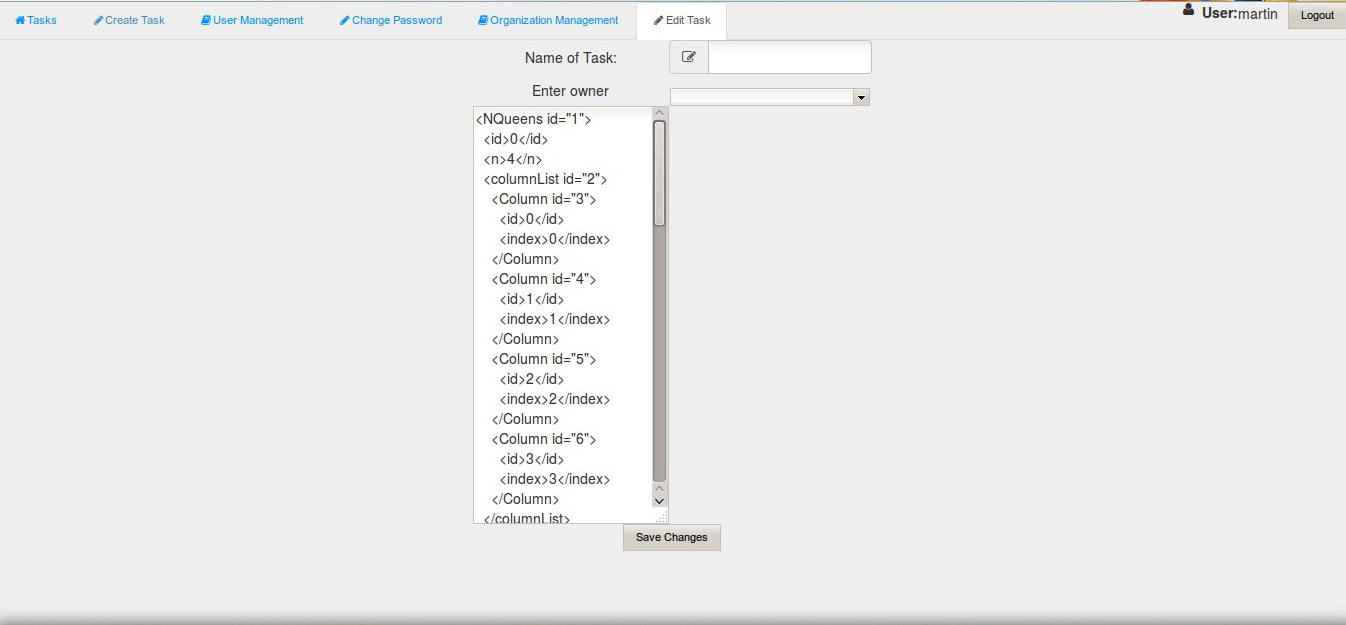 Tasks Create Task User Management Change Password Organization Management Edit Task User:martin Logout
Name of Task:
Enter owner
<NQueens id="1">
<id>0</id>
<n>4</n>
<columnList id="2">
<Column id="3">
<id>0</id>
<index>0</index>
</Column>
<Column id="4">
<id>1</id>
<index>1</index>
</Column>
<Column id="5">
<id>2</id>
<index>2</index>
</Column>
<Column id="6">
<id>3</id>
<index>3</index>
</Column>
</columnList>
Save Changes